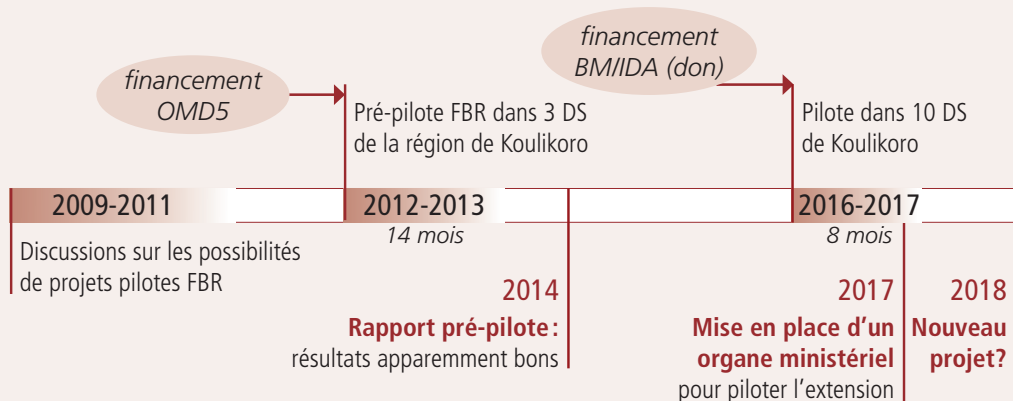 financement
OMD5
financement
BM/IDA (don)
Pré-pilote FBR dans 3 DS
de la région de Koulikoro
Pilote dans 10 DS
de Koulikoro
2009-2011
2012-2013
2016-2017
14 mois
8 mois
Discussions sur les possibilités
de projets pilotes FBR
2014
Rapport pré-pilote :
résultats apparemment bons
2017
Mise en place d’un
organe ministériel
pour piloter l’extension
2018
Nouveau
projet?